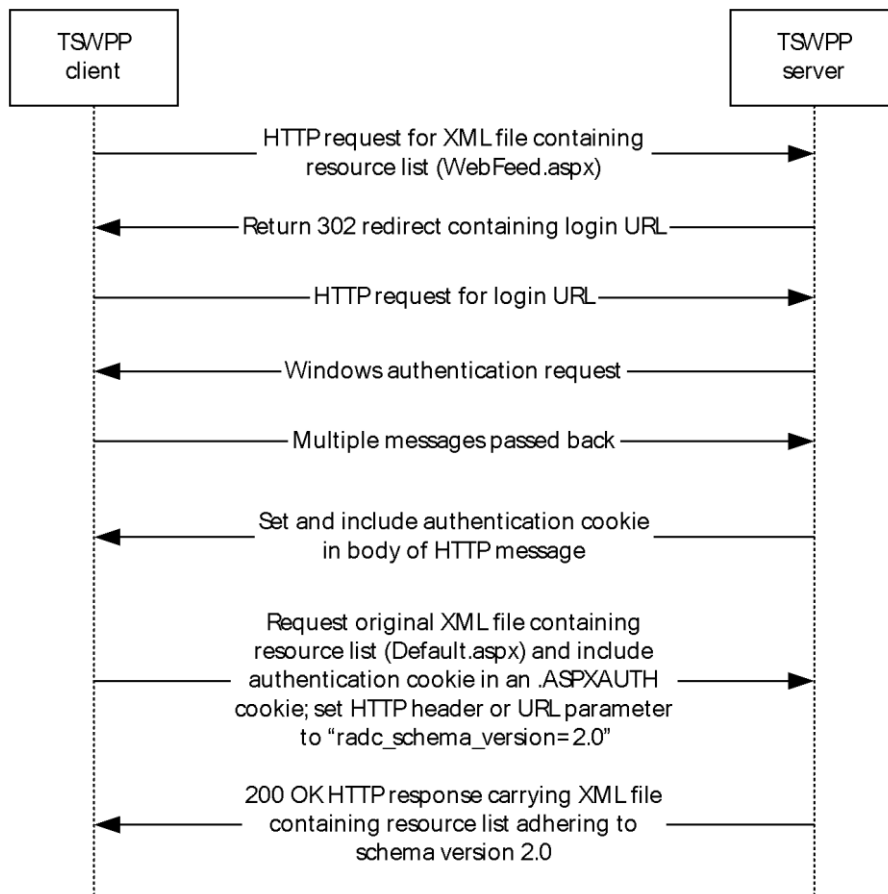 TSWPP
client
TSWPP
server
HTTP request for XML file containing
resource list (WebFeed.aspx)
Return 302 redirect containing login URL
HTTP request for login URL
Windows authentication request
Multiple messages passed back
Set and include authentication cookie
in body of HTTP message
Request original XML file containing
resource list (Default.aspx) and include
authentication cookie in an .ASPXAUTH
cookie; set HTTP header or URL parameter
to “radc_schema_version=2.0”
200 OK HTTP response carrying XML file
containing resource list adhering to
schema version 2.0